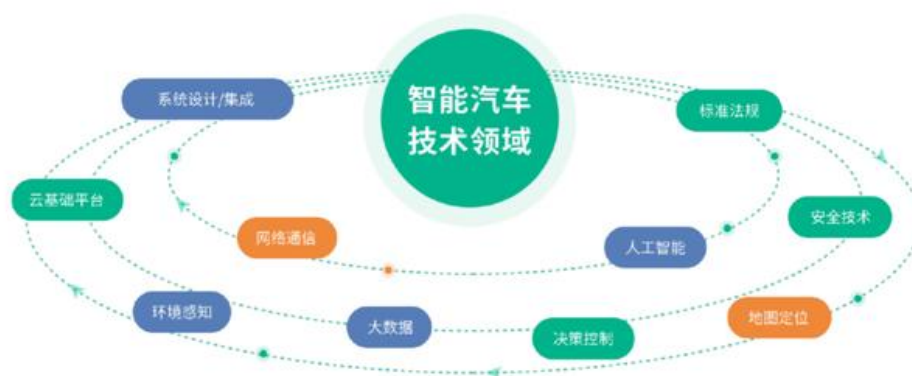 智能汽车
技术领域
系统设计/集成
标准法规
云基础平台
安全技术
网络通信
人工智能
环境感知
大数据
决策控制
地图定位